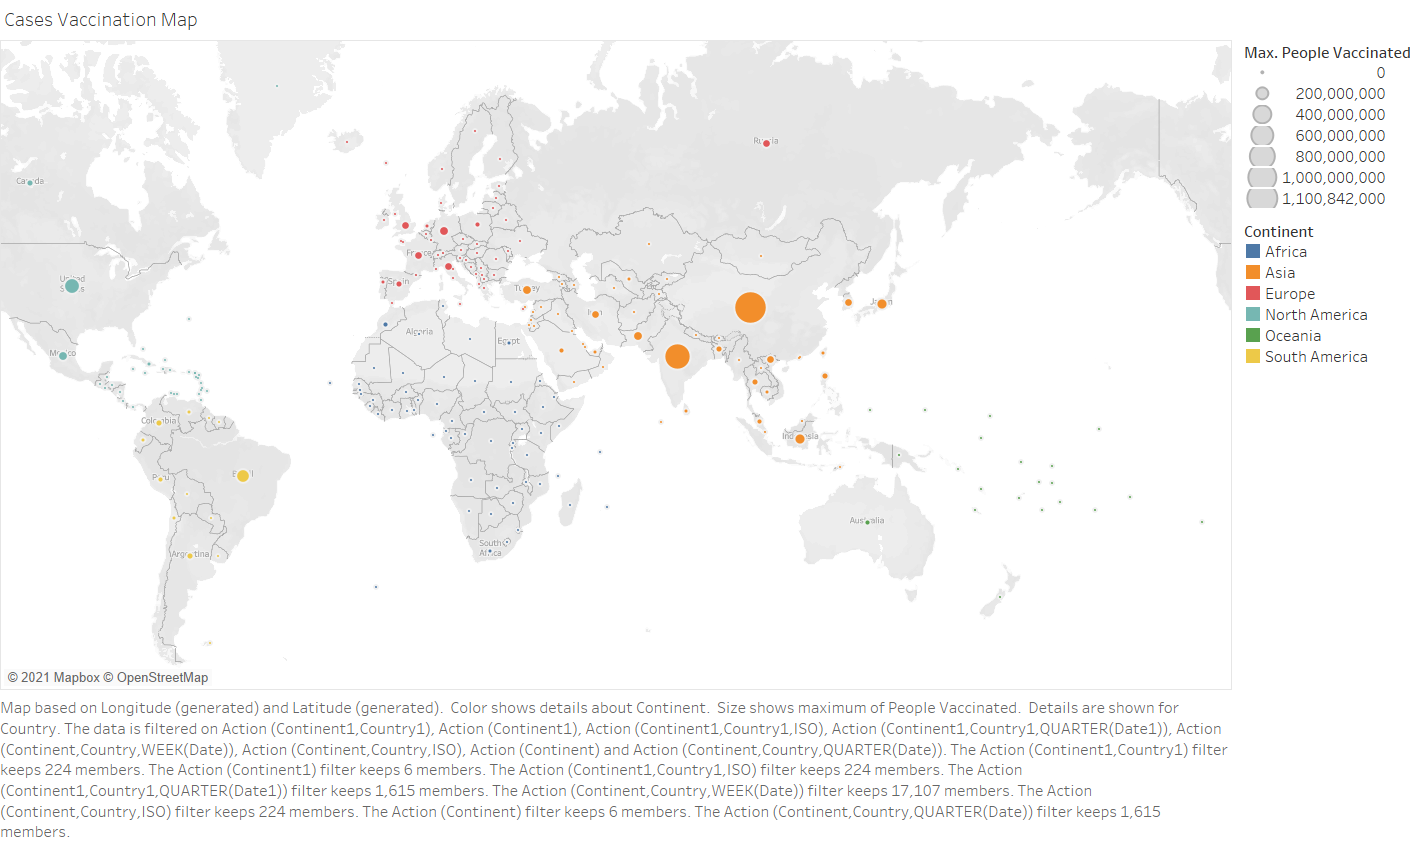 Cases Vaccination Map
Max. People Vaccinated
0
200,000,000
400,000,000
600,000,000
800,000,000
1,000,000,000
1,100,842,000
Continent
Africa
Asia
Europe
North America
Oceania
South America
Mexico
Colombia
Peru
Argentina
France
Algeria
Egypt
South
Australia
© 2021 Mapbox © OpenStreetMap
Map based on Longitude (generated) and Latitude (generated).  Color shows details about Continent.  Size shows maximum of People Vaccinated.  Details are shown for
Country. The data is filtered on Action (Continent1,Country1), Action (Continent1), Action (Continent1,Country1,ISO), Action (Continent1,Country1,QUARTER(Date1)), Action
(Continent,Country,WEEK(Date)), Action (Continent,Country,ISO), Action (Continent) and Action (Continent,Country,QUARTER(Date)). The Action (Continent1,Country1) filter
keeps 224 members. The Action (Continent1) filter keeps 6 members. The Action (Continent1,Country1,ISO) filter keeps 224 members. The Action
(Continent1,Country1,QUARTER(Date1)) filter keeps 1,615 members. The Action (Continent,Country,WEEK(Date)) filter keeps 17,107 members. The Action
(Continent,Country,ISO) filter keeps 224 members. The Action (Continent) filter keeps 6 members. The Action (Continent,Country,QUARTER(Date)) filter keeps 1,615
members.